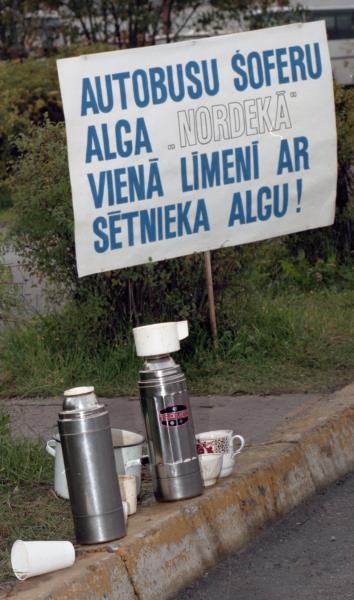 AUTOBUSU ŠOFERU
ALGA „NORDEKĀ"
VIENĀ LĪMENĪ AR
SĒTNIEKA ALGU!